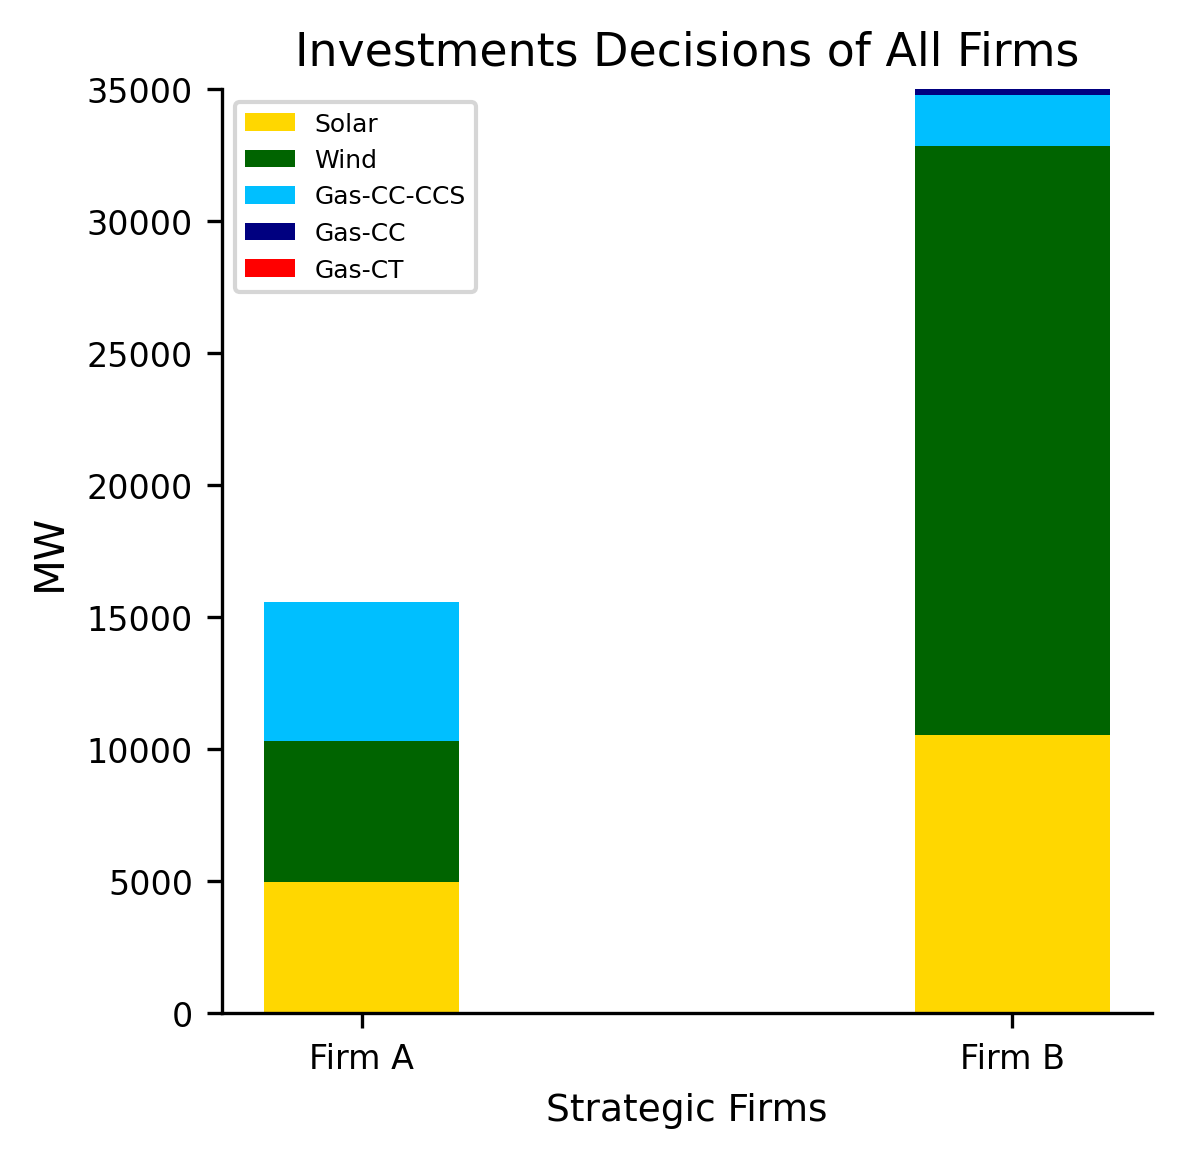 Investments Decisions of All Firms
35000
30000
25000
20000
15000
10000
5000
0
MW
Solar
Wind
Gas-CC-CCS
Gas-CC
Gas-CT
Firm A
Firm B
Strategic Firms